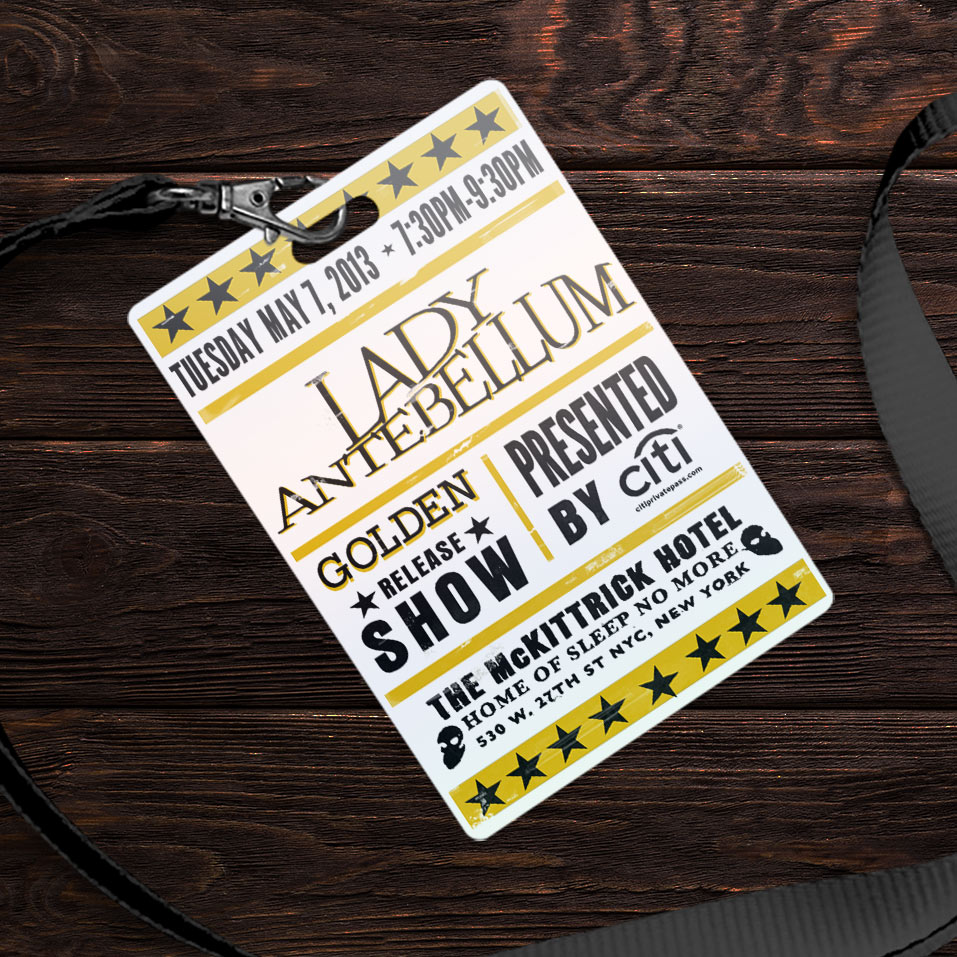 TUESDAY MAY 7, 2013 ★ 7:30PM-9:30PM
LADY
ANTEBELLUM
GOLDEN
★ RELEASE ★
SHOW
PRESENTED
BY citi®
citiprivatepass.com
THE McKITTRICK HOTEL
HOME OF SLEEP NO MORE
530 W. 27TH ST NYC, NEW YORK